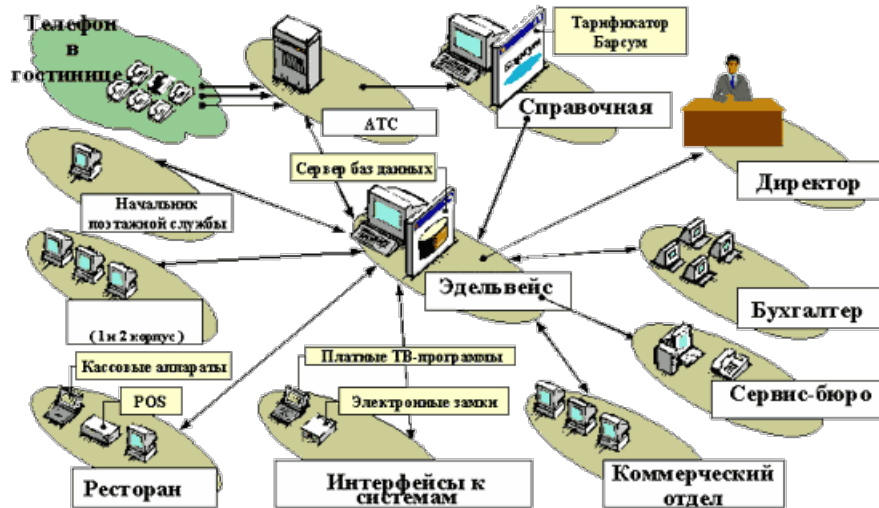 Телефон
в
гостинице
Тарификатор
Барсум
АТС
Справочная
Сервер баз данных
Директор
Начальник
поэтажной службы
Эдельвейс
Бухгалтер
( 1 и 2 корпус )
Кассовые аппараты
Платные ТВ-программы
Сервис-бюро
POS
Электронные замки
Ресторан
Интерфейсы к
системам
Коммерческий
отдел